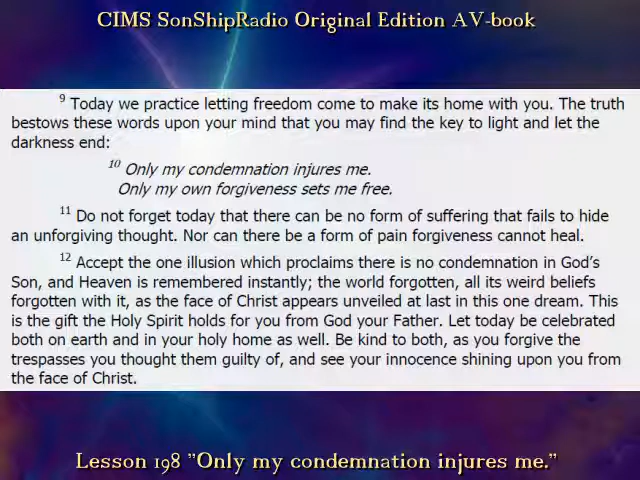 CIMS SonShipRadio Original Edition AV-book
9 Today we practice letting freedom come to make its home with you. The truth
bestows these words upon your mind that you may find the key to light and let the
darkness end:
10 Only my condemnation injures me.
Only my own forgiveness sets me free.
11 Do not forget today that there can be no form of suffering that fails to hide
an unforgiving thought. Nor can there be a form of pain forgiveness cannot heal.
12 Accept the one illusion which proclaims there is no condemnation in God's
Son, and Heaven is remembered instantly; the world forgotten, all its weird beliefs
forgotten with it, as the face of Christ appears unveiled at last in this one dream. This
is the gift the Holy Spirit holds for you from God your Father. Let today be celebrated
both on earth and in your holy home as well. Be kind to both, as you forgive the
trespasses you thought them guilty of, and see your innocence shining upon you from
the face of Christ.
Lesson 198 "Only my condemnation injures me."